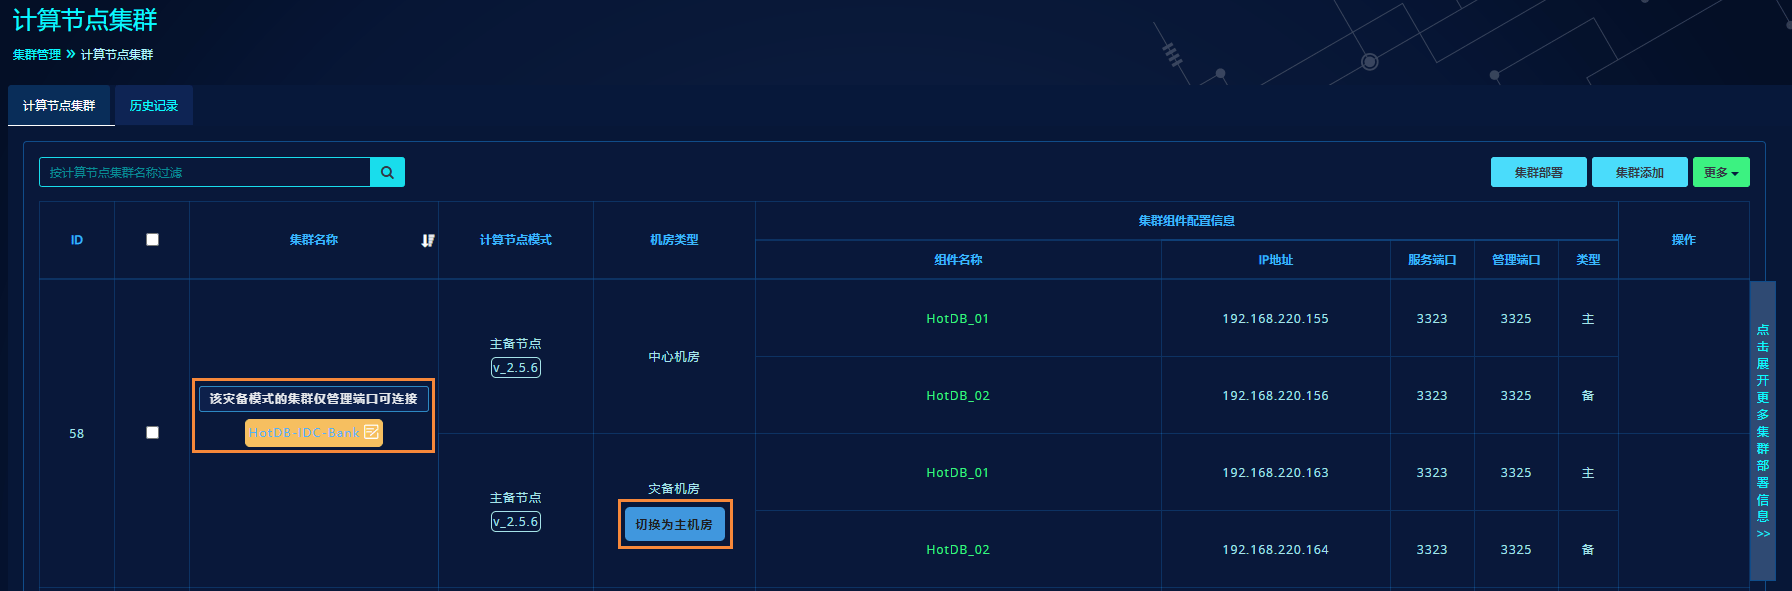 计算节点集群
集群管理 » 计算节点集群
计算节点集群 历史记录
按计算节点集群名称过滤 集群部署 集群添加 更多
ID 集群名称 计算节点模式 机房类型 集群组件配置信息 操作
组件名称 IP地址 服务端口 管理端口 类型
58
该灾备模式的集群仅管理端口可连接
HotDB-IDC-Bank
主备节点
v_2.5.6
中心机房
HotDB_01 192.168.220.155 3323 3325 主
HotDB_02 192.168.220.156 3323 3325 备
主备节点
v_2.5.6
灾备机房
切换为主机房
HotDB_01 192.168.220.163 3323 3325 主
HotDB_02 192.168.220.164 3323 3325 备
点击展开更多集群部署信息 >>